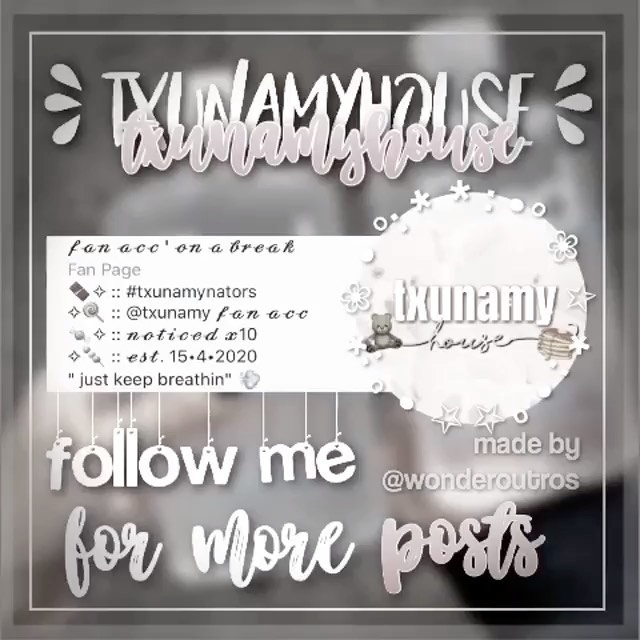 TXUNAMYHOUSE
txunamyhouse
fan acc ' on a break
Fan Page
🍫✧ :: #txunamynators
✧🍭 :: @txunamy fan acc
✧ :: noticed x10
✧🍡 :: est. 15•4•2020
" just keep breathin" 💨
txunamy
house
follow me
made by
@wonderoutros
for more posts